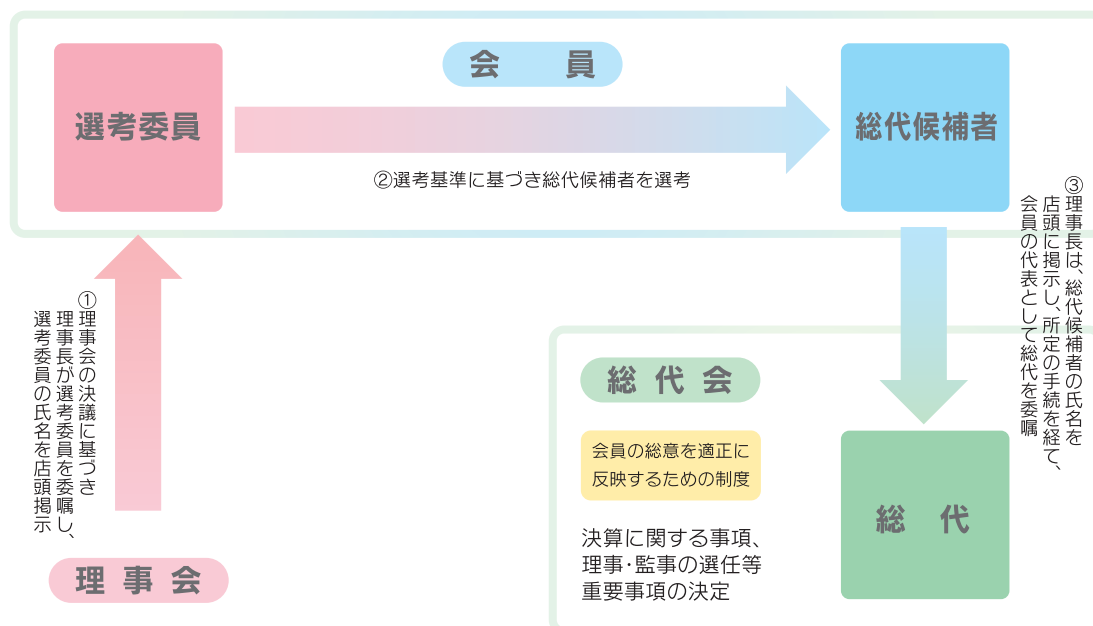 会員
選考委員
総代候補者
②選考基準に基づき総代候補者を選考
①理事会の決議に基づき
理事長が選考委員を委嘱し、
選考委員の氏名を店頭掲示
理事会
③理事長は、総代候補者の氏名を
店頭に掲示し、所定の手続を経て、
会員の代表として総代を委嘱
総代会
会員の総意を適正に
反映するための制度
決算に関する事項、
理事・監事の選任等
重要事項の決定
総代